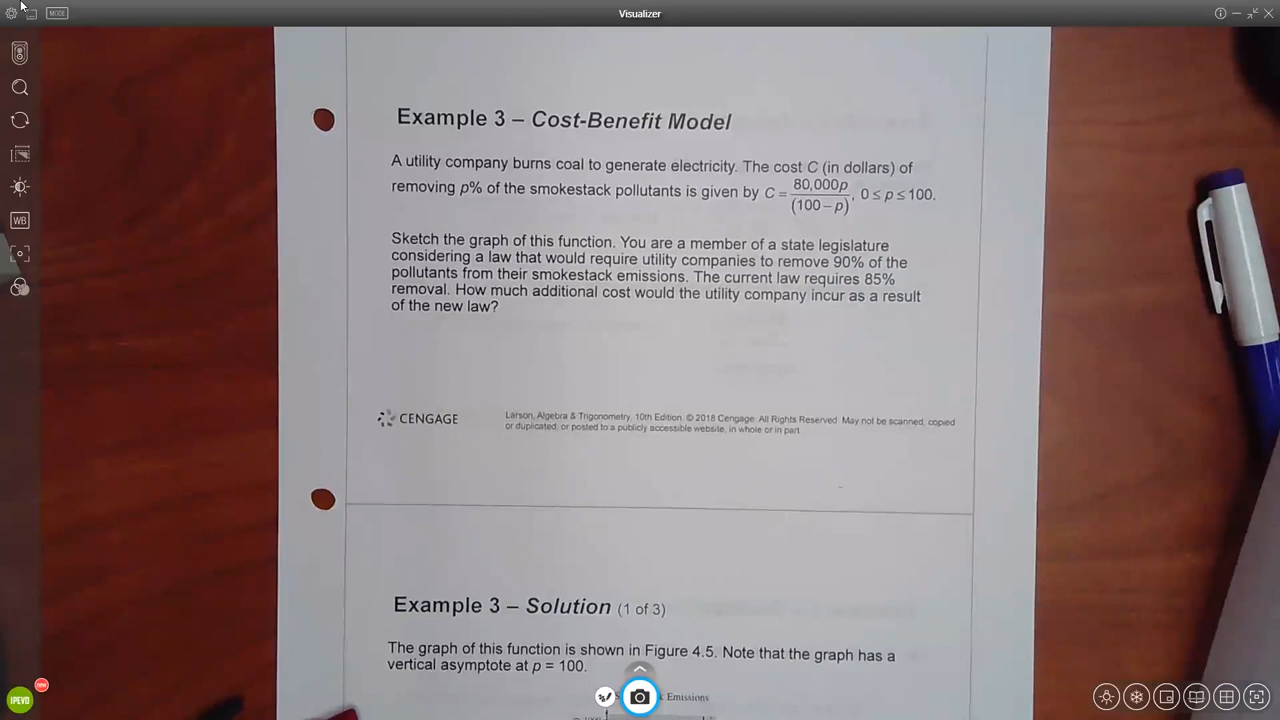 MODE
Visualizer
Example 3 – Cost-Benefit Model
A utility company burns coal to generate electricity. The cost C (in dollars) of
removing p% of the smokestack pollutants is given by C = 80,000p / (100 – p), 0 ≤ p ≤ 100.
Sketch the graph of this function. You are a member of a state legislature
considering a law that would require utility companies to remove 90% of the
pollutants from their smokestack emissions. The current law requires 85%
removal. How much additional cost would the utility company incur as a result
of the new law?
CENGAGE
Larson, Algebra & Trigonometry, 10th Edition. © 2018 Cengage. All Rights Reserved. May not be scanned, copied
or duplicated, or posted to a publicly accessible website, in whole or in part.
Example 3 – Solution (1 of 3)
The graph of this function is shown in Figure 4.5. Note that the graph has a
vertical asymptote at p = 100.
Emissions
WB
IPEVO
new